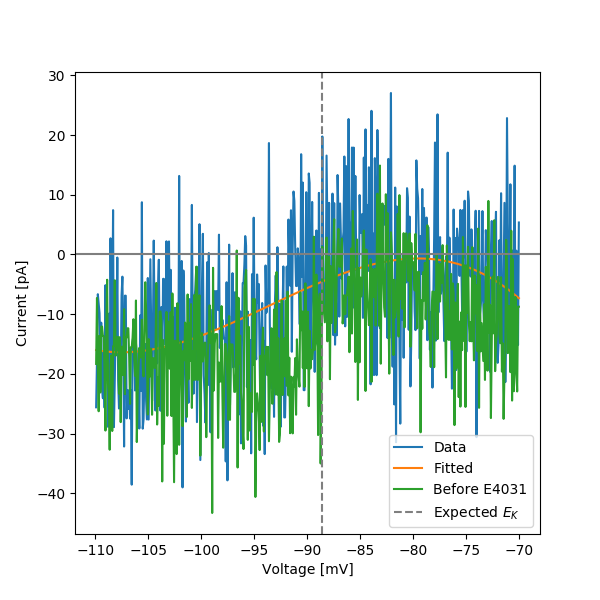 30
20
10
0
−10
−20
−30
−40
Current [pA]
−110 −105 −100 −95 −90 −85 −80 −75 −70
Voltage [mV]
Data
Fitted
Before E4031
Expected E_K